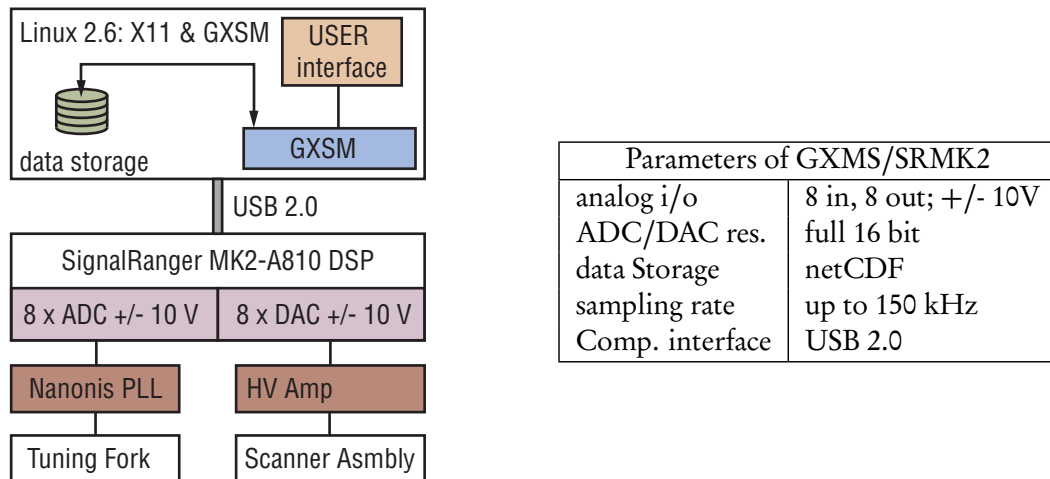 Linux 2.6: X11 & GXSM
USER
interface
data storage
GXSM
USB 2.0
SignalRanger MK2-A810 DSP
8 x ADC +/- 10 V
8 x DAC +/- 10 V
Nanonis PLL
HV Amp
Tuning Fork
Scanner Asmbly
Parameters of GXMS/SRMK2
analog i/o 8 in, 8 out; +/- 10V
ADC/DAC res. full 16 bit
data Storage netCDF
sampling rate up to 150 kHz
Comp. interface USB 2.0